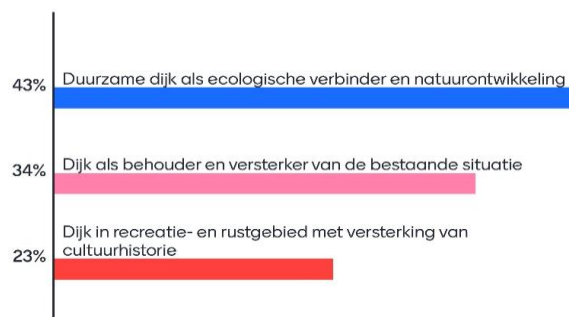 43% Duurzame dijk als ecologische verbinder en natuurontwikkeling
34% Dijk als behouder en versterker van de bestaande situatie
Dijk in recreatie- en rustgebied met versterking van
23% cultuurhistorie